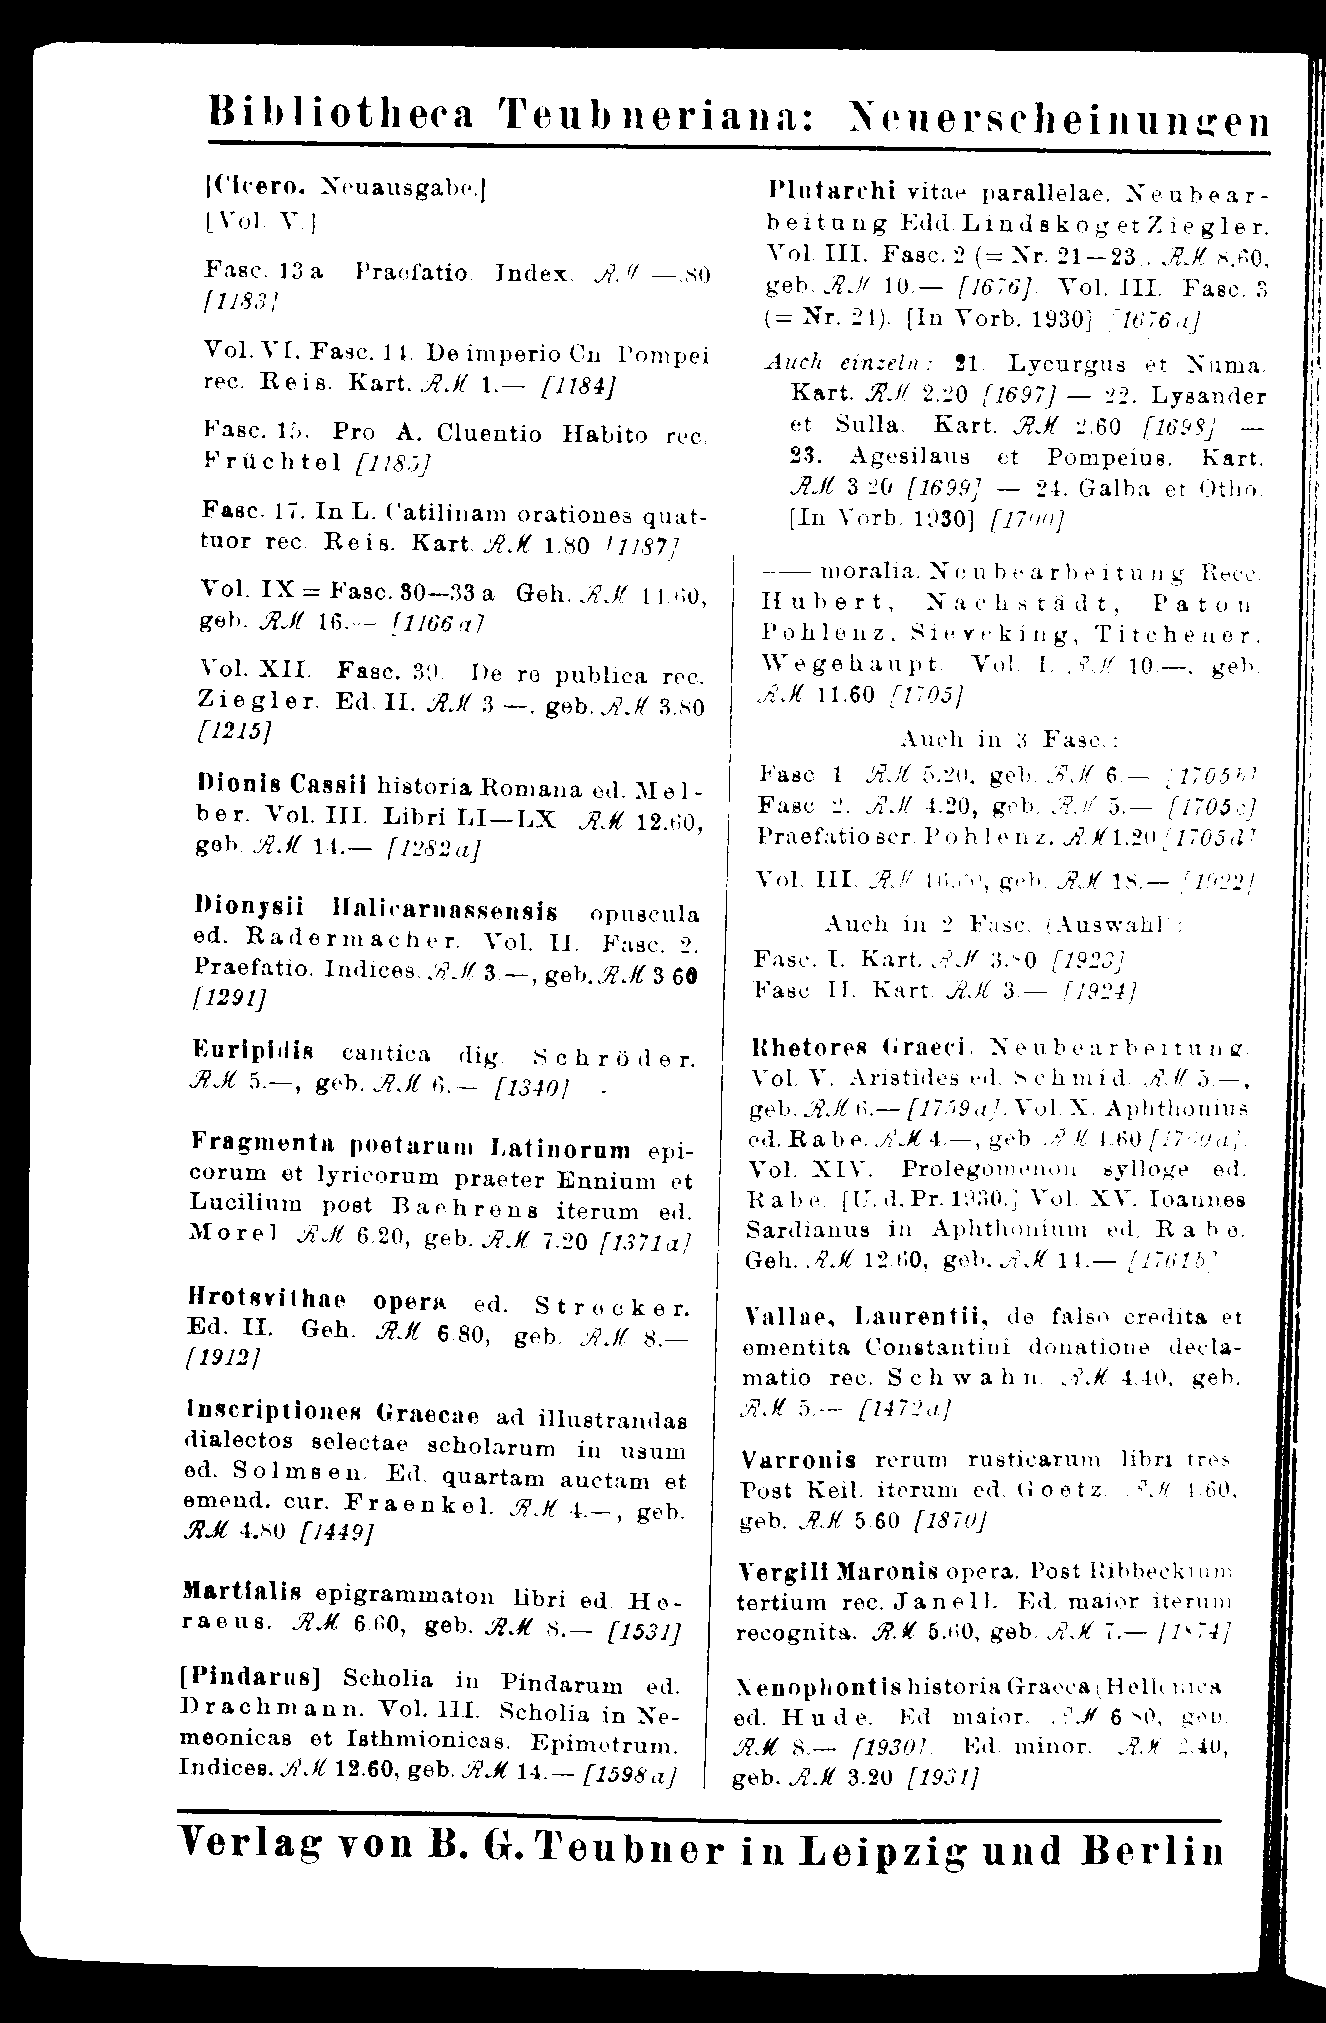 Bibliotheca Teubneriana: Neuerscheinungen
[Cicero. Neuausgabe.]
[Vol. V.]
Fasc. 13a Praefatio. Index. RM —.80
[1183]
Vol. VI. Fasc. 14. De imperio Cn Pompei
rec. Reis. Kart. RM 1.— [1184]
Fasc. 15. Pro A. Cluentio Habito rec.
Früchtel [1185]
Fasc. 17. In L. Catilinam orationes quat-
tuor rec. Reis. Kart. RM 1.80 [1187]
Vol. IX = Fasc. 30—33a Geh. RM 14.60,
geb. RM 16.— [1166a]
Vol. XII. Fasc. 39. De re publica rec.
Ziegler. Ed. II. RM 3.—, geb. RM 3.80
[1215]
Dionis Cassii historia Romana ed. Mel-
ber. Vol. III. Libri LI—LX RM 12.60,
geb. RM 14.— [1282a]
Dionysii Halicarnassensis opuscula
ed. Radermacher. Vol. II. Fasc. 2.
Praefatio. Indices. RM 3.—, geb. RM 3 60
[1291]
Euripidis cantica dig. Schröder.
RM 5.—, geb. RM 6.— [1340]
Fragmenta poetarum Latinorum epi-
corum et lyricorum praeter Ennium et
Lucilium post Baehrens iterum ed.
Morel RM 6.20, geb. RM 7.20 [1371a]
Hrotsvithae opera ed. Strecker.
Ed. II. Geh. RM 6.80, geb. RM 8.—
[1912]
Inscriptiones Graecae ad illustrandas
dialectos selectae scholarum in usum
ed. Solmsen. Ed. quartam auctam et
emend. cur. Fraenkel. RM 4.—, geb.
RM 4.80 [1449]
Martialis epigrammaton libri ed. He-
raeus. RM 6.60, geb. RM 8.— [1531]
[Pindarus] Scholia in Pindarum ed.
Drachmann. Vol. III. Scholia in Ne-
meonicas et Isthmionicas. Epimetrum.
Indices. RM 12.60, geb. RM 14.— [1598a]
Plutarchi vitae parallelae. Neubear-
beitung Edd. Lindskog et Ziegler.
Vol. III. Fasc. 2 (= Nr. 21—23). RM 8.60,
geb. RM 10.— [1676]. Vol. III. Fasc. 3
(= Nr. 24). [In Vorb. 1930] [1676a]
Auch einzeln: 21. Lycurgus et Numa.
Kart. RM 2.20 [1697] — 22. Lysander
et Sulla. Kart. RM 2.60 [1698] —
23. Agesilaus et Pompeius. Kart.
RM 3 20 [1699] — 24. Galba et Otho.
[In Vorb. 1930] [1700]
—— moralia. Neubearbeitung Recc.
Hubert, Nachstädt, Paton
Pohlenz, Sieveking, Titchener,
Wegehaupt. Vol. I. RM 10.—, geb.
RM 11.60 [1705]
Auch in 3 Fasc.:
Fasc 1 RM 5.20, geb. RM 6.— [1705b]
Fasc 2. RM 4.20, geb. RM 5.— [1705c]
Praefatio scr. Pohlenz. RM 1.20 [1705d]
Vol. III. RM geb. RM 18.— [1922]
Auch in 2 Fasc. (Auswahl):
Fasc. I. Kart. RM 3.80 [1923]
Fasc II. Kart. RM 3.— [1924]
Rhetores Graeci. Neubearbeitung.
Vol. V. Aristides ed. Schmid. RM 5.—,
geb. RM 6.— [1759a]. Vol. X. Aphthonius
ed. Rabe. RM 4.—, geb RM 4.60
Vol. XIV. Prolegomenon sylloge ed.
Rabe. [U. d. Pr. 1930.] Vol. XV. Ioannes
Sardianus in Aphthonium ed. Rabe.
Geh. RM 12.60, geb. RM 14.— [1761b]
Vallae, Laurentii, de falso credita et
ementita Constantini donatione decla-
matio rec. Schwahn. RM 4.40, geb.
RM 5.— [1472a]
Varronis rerum rusticarum libri tres
Post Keil. iterum ed. Goetz. RM 4.60,
geb. RM 5.60 [1870]
Vergili Maronis opera. Post Ribbeckium
tertium rec. Janell. Ed. maior iterum
recognita. RM 5.60, geb. RM 7.— [1874]
Xenophontis historia Graeca (Hellenica
ed. Hude. Ed maior. RM 6 80, geb.
RM 8.— [1930]. Ed. minor. RM 2.40,
geb. RM 3.20 [1931]
Verlag von B. G. Teubner in Leipzig und Berlin